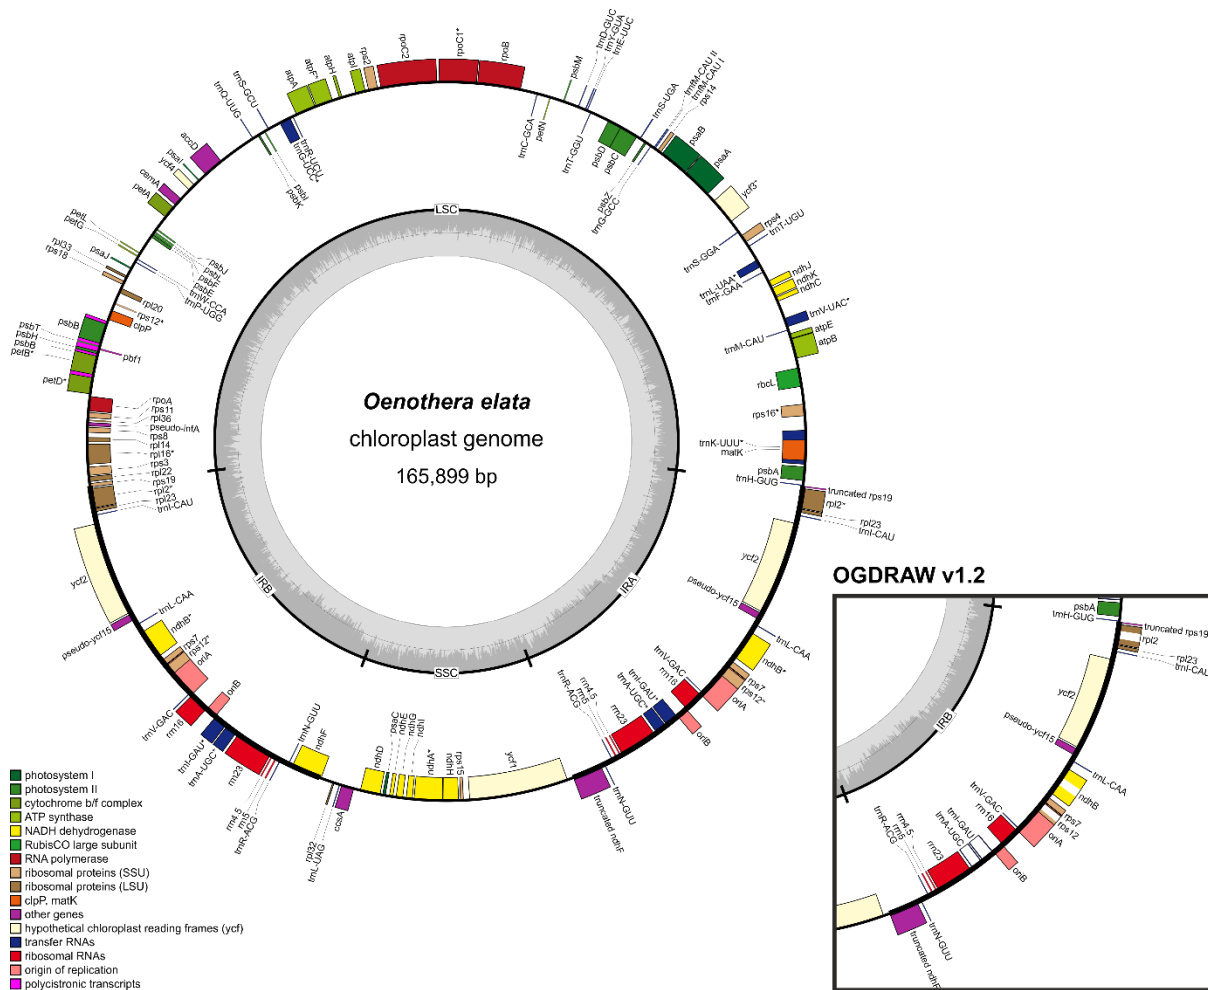 trnD-GUC
trnY-GUA
trnE-UUC
psbM
rpoB
rpoC1*
rpoC2
rps2
atpI
atpH
atpF*
atpA
trnS-GCU
trnQ-UUG
accD
psaI
ycf4
cemA
petA
petL
petG
psaJ
rpl33
rps18
psbB
psbT
psbH
psbB
petB*
petD*
trnR-UCU
trnG-UCC*
psbI
psbK
psbJ
psbL
psbF
psbE
trnW-CCA
trnP-UGG
rpl20
rps12*
clpP
pbf1
rpoA
rps11
rpl36
pseudo-infA
rps8
rpl14
rpl16*
rps3
rpl22
rps19
rpl2*
rpl23
trnI-CAU
trnC-GCA
petN
trnT-GGU
psbD
psbC
psbZ
trnG-GCC
trnS-UGA
trnfM-CAU II
trnfM-CAU I
rps14
psaB
psaA
ycf3*
rps4
trnT-UGU
trnS-GGA
trnL-UAA*
trnF-GAA
ndhJ
ndhK
ndhC
trnV-UAC*
trnM-CAU
atpE
atpB
rbcL
rps16*
trnK-UUU*
matK
psbA
trnH-GUG
truncated rps19
rpl2*
rpl23
trnI-CAU
LSC
Oenothera elata
chloroplast genome
165,899 bp
IRB
IRA
SSC
ycf2
pseudo-ycf15
trnL-CAA
ndhB*
rps7
rps12*
oriA
oriB
trnV-GAC
rrn16
trnI-GAU*
trnA-UGC*
rrn23
rrn4.5
rrn5
trnR-ACG
trnN-GUU
ndhF
rpl32
trnL-UAG
ccsA
ndhD
psaC
ndhE
ndhG
ndhI
ndhA*
ndhH
rps15
ycf1
truncated ndhF
trnN-GUU
trnR-ACG
rrn5
rrn4.5
rrn23
trnA-UGC*
trnI-GAU*
rrn16
trnV-GAC
oriB
oriA
rps12*
rps7
ndhB*
trnL-CAA
pseudo-ycf15
ycf2
OGDRAW v1.2
psbA
trnH-GUG
truncated rps19
rpl2
rpl23
trnI-CAU
ycf2
pseudo-ycf15
trnL-CAA
ndhB
rps7
rps12
oriA
oriB
trnV-GAC
rrn16
trnI-GAU
trnA-UGC
rrn23
rrn4.5
rrn5
trnR-ACG
trnN-GUU
truncated ndhF
IRB
photosystem I
photosystem II
cytochrome b/f complex
ATP synthase
NADH dehydrogenase
RubisCO large subunit
RNA polymerase
ribosomal proteins (SSU)
ribosomal proteins (LSU)
clpP, matK
other genes
hypothetical chloroplast reading frames (ycf)
transfer RNAs
ribosomal RNAs
origin of replication
polycistronic transcripts